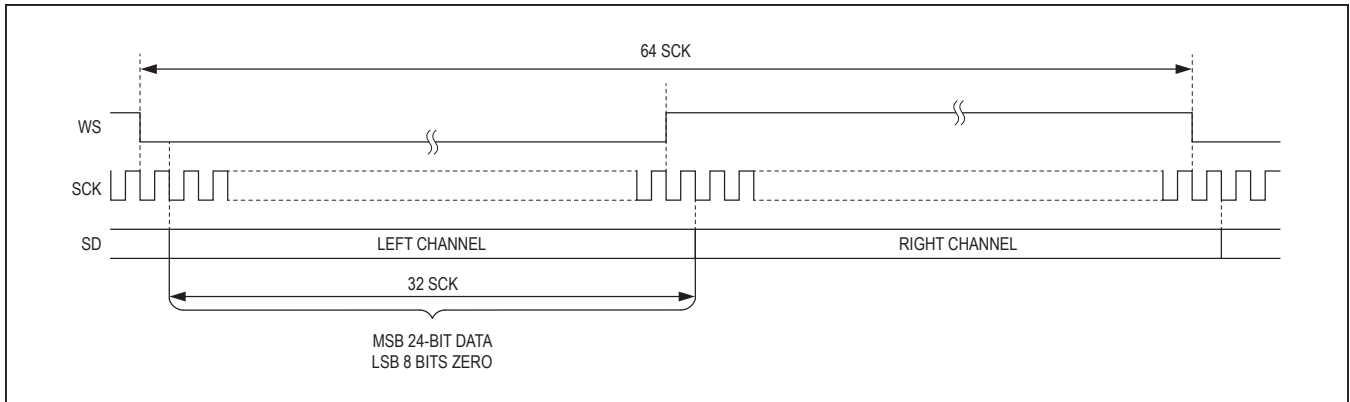 64 SCK
WS
SCK
SD
LEFT CHANNEL
RIGHT CHANNEL
32 SCK
MSB 24-BIT DATA
LSB 8 BITS ZERO